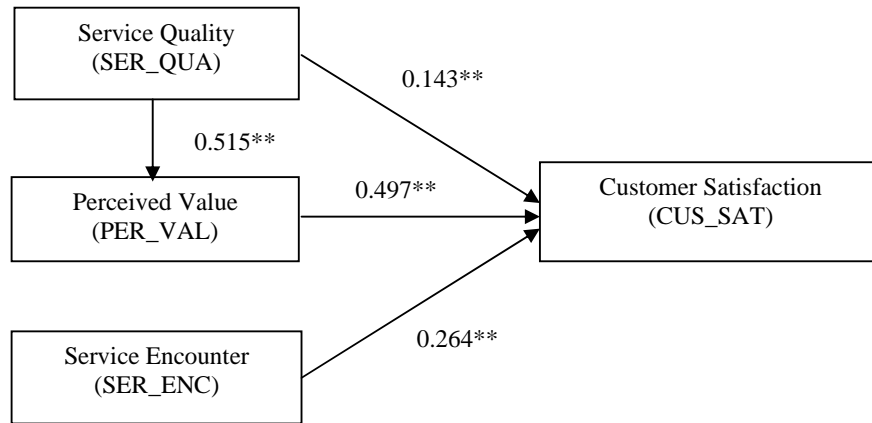 Service Quality
(SER_QUA)
0.143**
0.515**
Perceived Value
(PER_VAL)
0.497**
Customer Satisfaction
(CUS_SAT)
Service Encounter
(SER_ENC)
0.264**